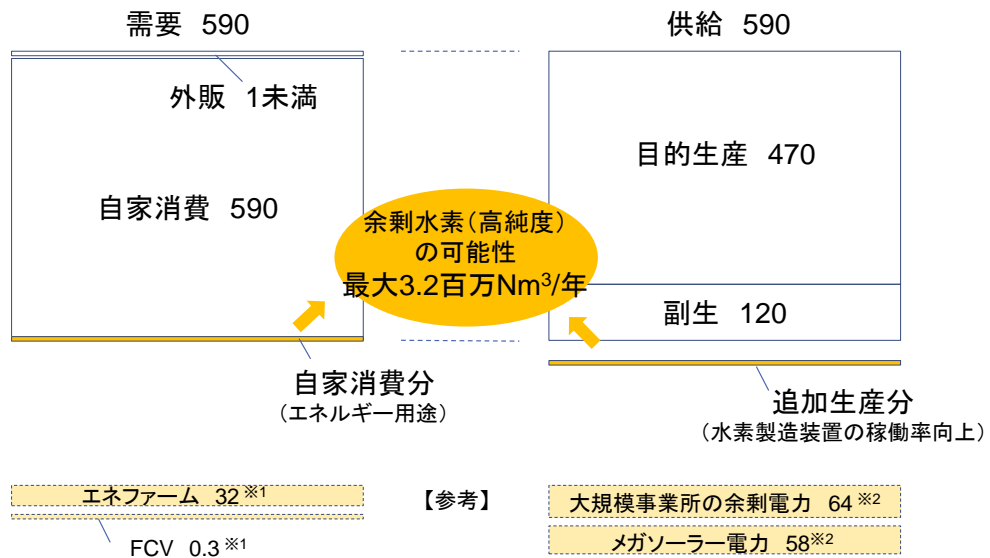 需要 590
供給 590
外販 1未満
自家消費 590
目的生産 470
余剰水素(高純度)
の可能性
最大3.2百万Nm³/年
副生 120
自家消費分
(エネルギー用途)
追加生産分
(水素製造装置の稼働率向上)
エネファーム 32※1
【参考】
大規模事業所の余剰電力 64※2
FCV 0.3※1
メガソーラー電力 58※2